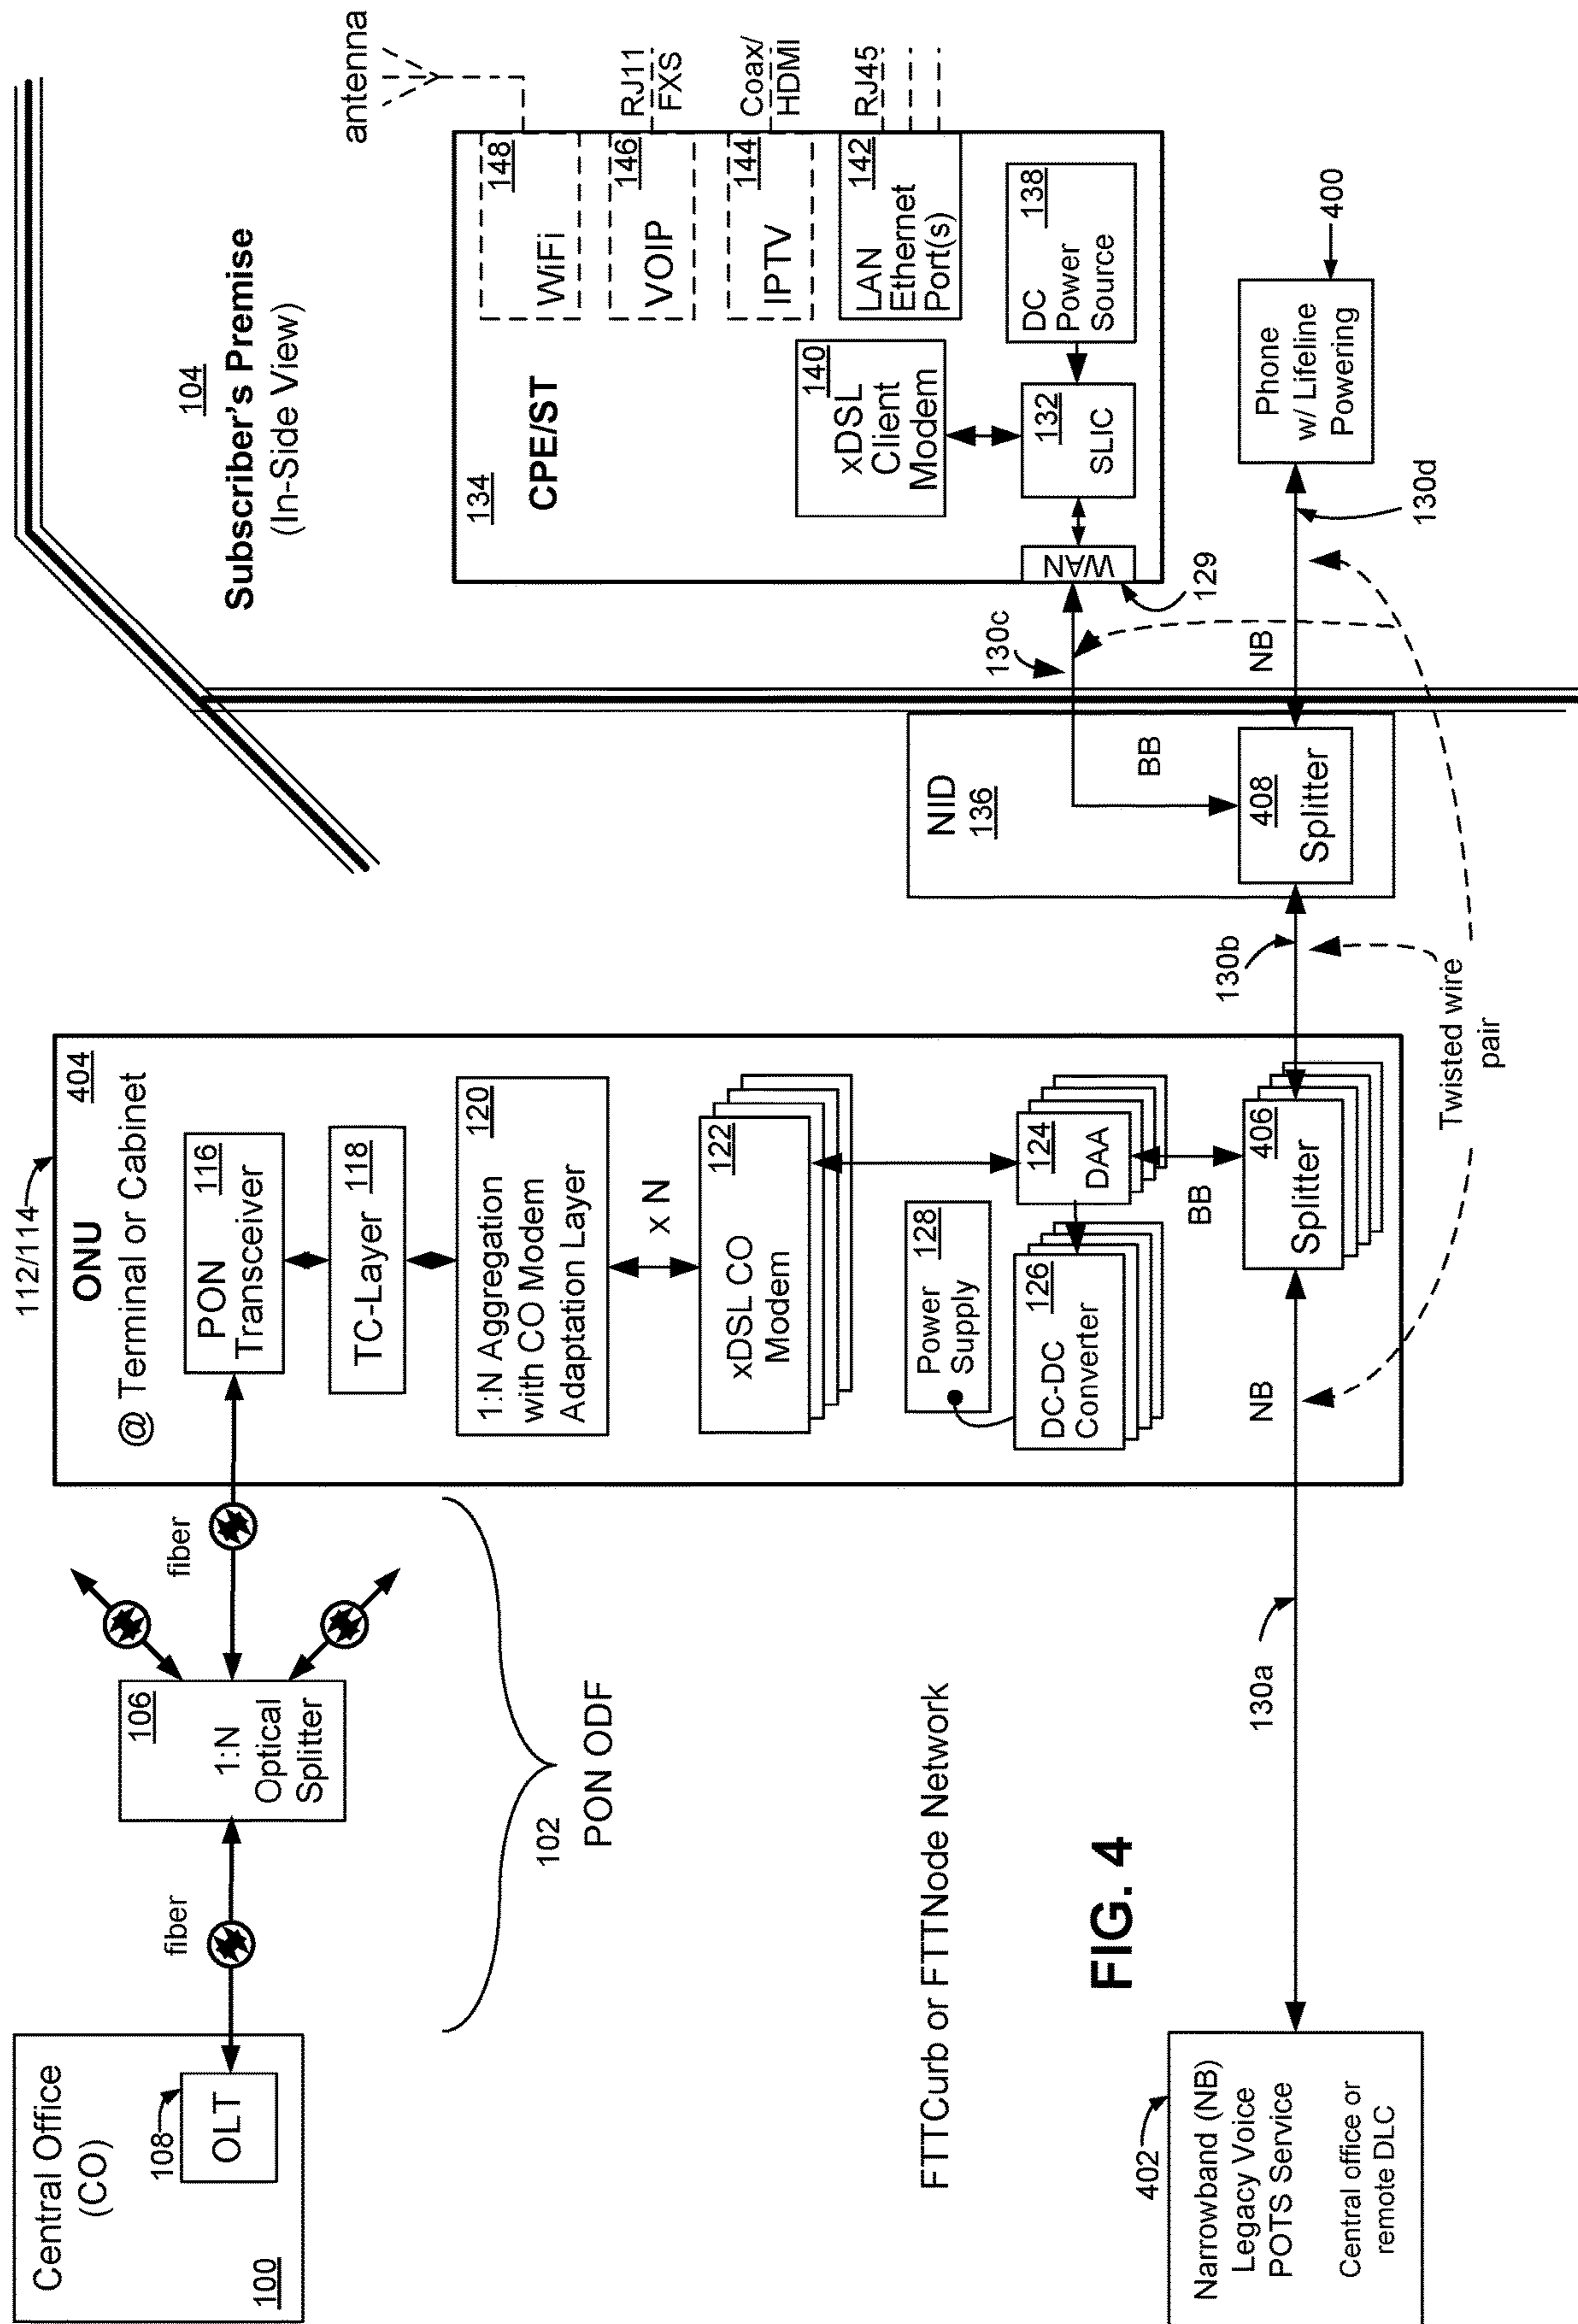 Central Office
(CO)
108
OLT
100
fiber
106
1:N
Optical
Splitter
fiber
102
PON ODF
112/114
ONU
404
@ Terminal or Cabinet
PON
116
Transceiver
TC-Layer
118
120
1:N Aggregation
with CO Modem
Adaptation Layer
x N
122
xDSL CO
Modem
Power
128
Supply
124
DAA
126
DC-DC
Converter
BB
406
Splitter
NB
104
Subscriber's Premise
(In-Side View)
antenna
134
CPE/ST
148
WiFi
146
VOIP
RJ11
FXS
144
IPTV
Coax/
HDMI
142
LAN
Ethernet
Port(s)
RJ45
140
xDSL
Client
Modem
138
DC
Power
Source
132
SLIC
WAN
129
130c
NID
136
BB
408
Splitter
NB
130b
130d
Phone
w/ Lifeline
Powering
400
Twisted wire
pair
130a
FTTCurb or FTTNode Network
402
Narrowband (NB)
Legacy Voice
POTS Service
Central office or
remote DLC
FIG. 4